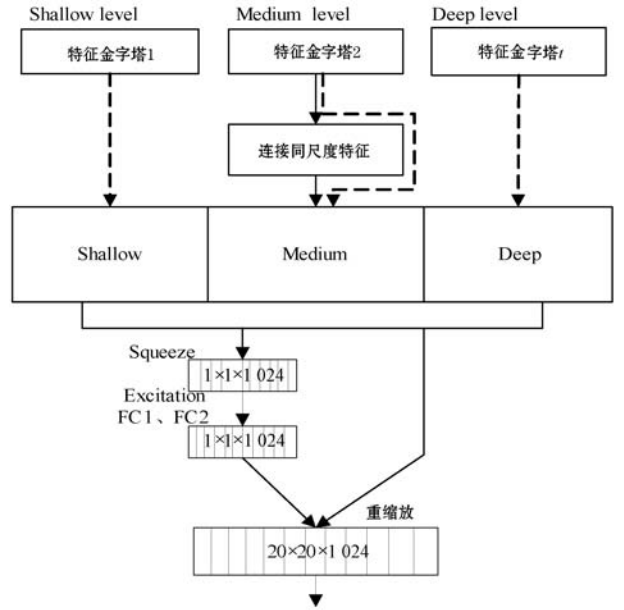 Shallow level
Medium level
Deep level
特征金字塔1
特征金字塔2
特征金字塔t
连接同尺度特征
Shallow
Medium
Deep
Squeeze
1×1×1 024
Excitation
FC1、FC2
1×1×1 024
重缩放
20×20×1 024